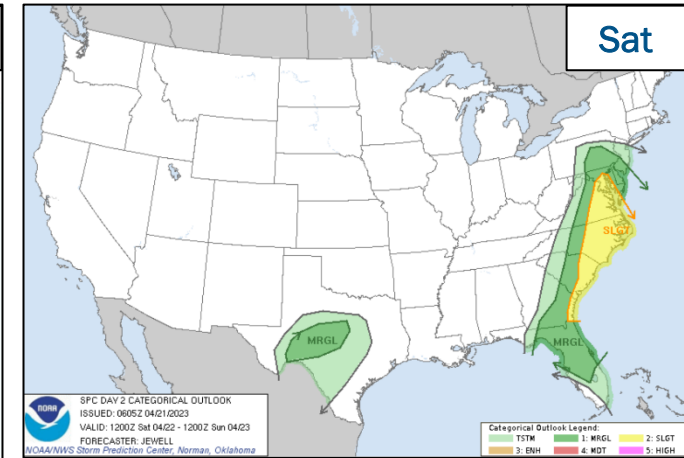 Sat
SLGT
MRGL
MRGL
noaa
SPC DAY 2 CATEGORICAL OUTLOOK
ISSUED: 0605Z 04/21/2023
VALID: 1200Z Sat 04/22 - 1200Z Sun 04/23
FORECASTER: JEWELL
NOAA/NWS Storm Prediction Center, Norman, Oklahoma
Categorical Outlook Legend:
TSTM 1: MRGL 2: SLGT
3: ENH 4: MDT 5: HIGH